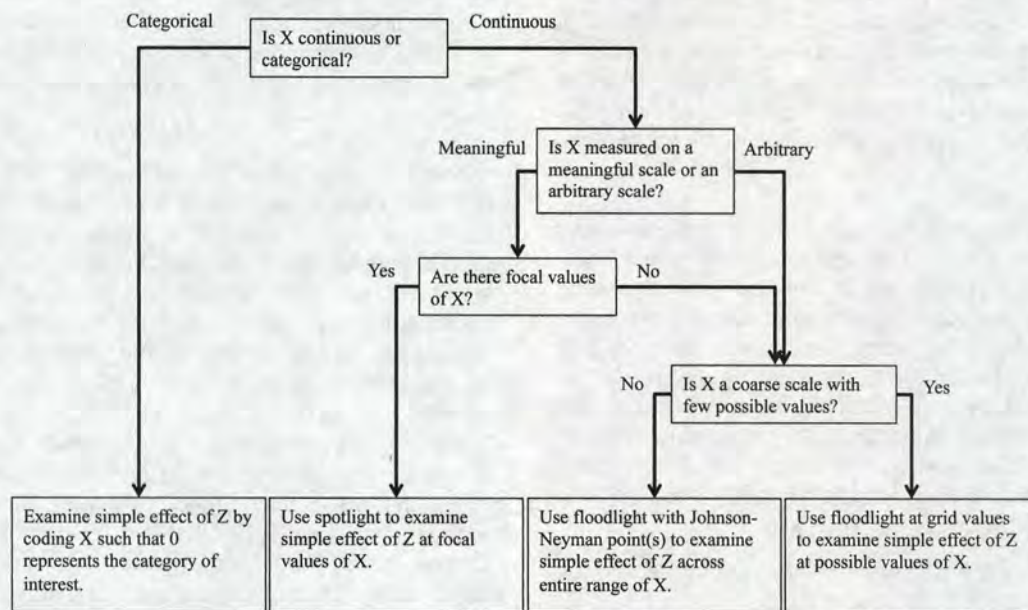 Categorical
Continuous
Is X continuous or
categorical?
Meaningful
Arbitrary
Is X measured on a
meaningful scale or an
arbitrary scale?
Yes
No
Are there focal values
of X?
No
Yes
Is X a coarse scale with
few possible values?
Examine simple effect of Z by
coding X such that 0
represents the category of
interest.
Use spotlight to examine
simple effect of Z at focal
values of X.
Use floodlight with Johnson-
Neyman point(s) to examine
simple effect of Z across
entire range of X.
Use floodlight at grid values
to examine simple effect of Z
at possible values of X.